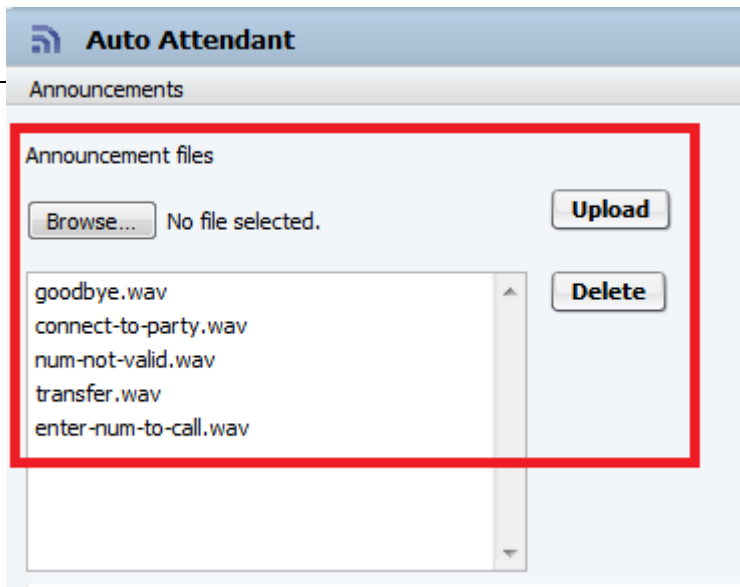 Auto Attendant
Announcements
Announcement files
Browse... No file selected. Upload
Delete
goodbye.wav
connect-to-party.wav
num-not-valid.wav
transfer.wav
enter-num-to-call.wav